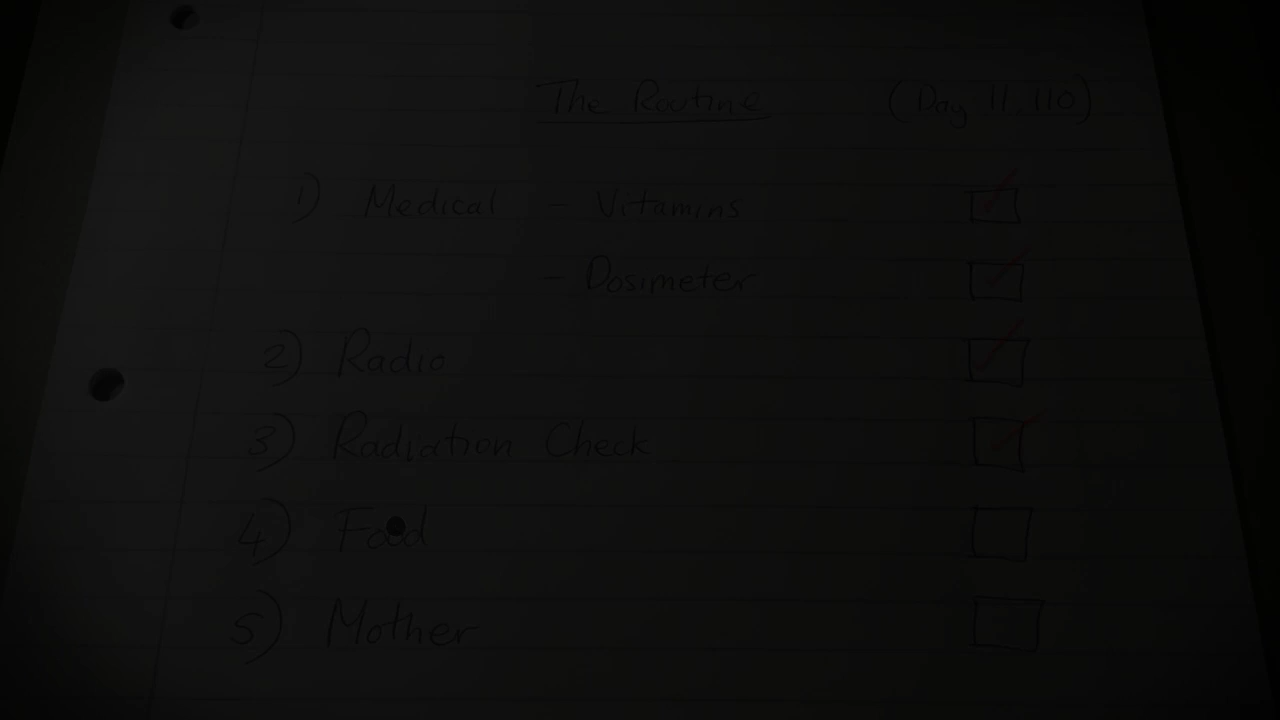 The Routine (Day 11,110)
1) Medical - Vitamins
- Dosimeter
2) Radio
3) Radiation Check
4) Food
5) Mother